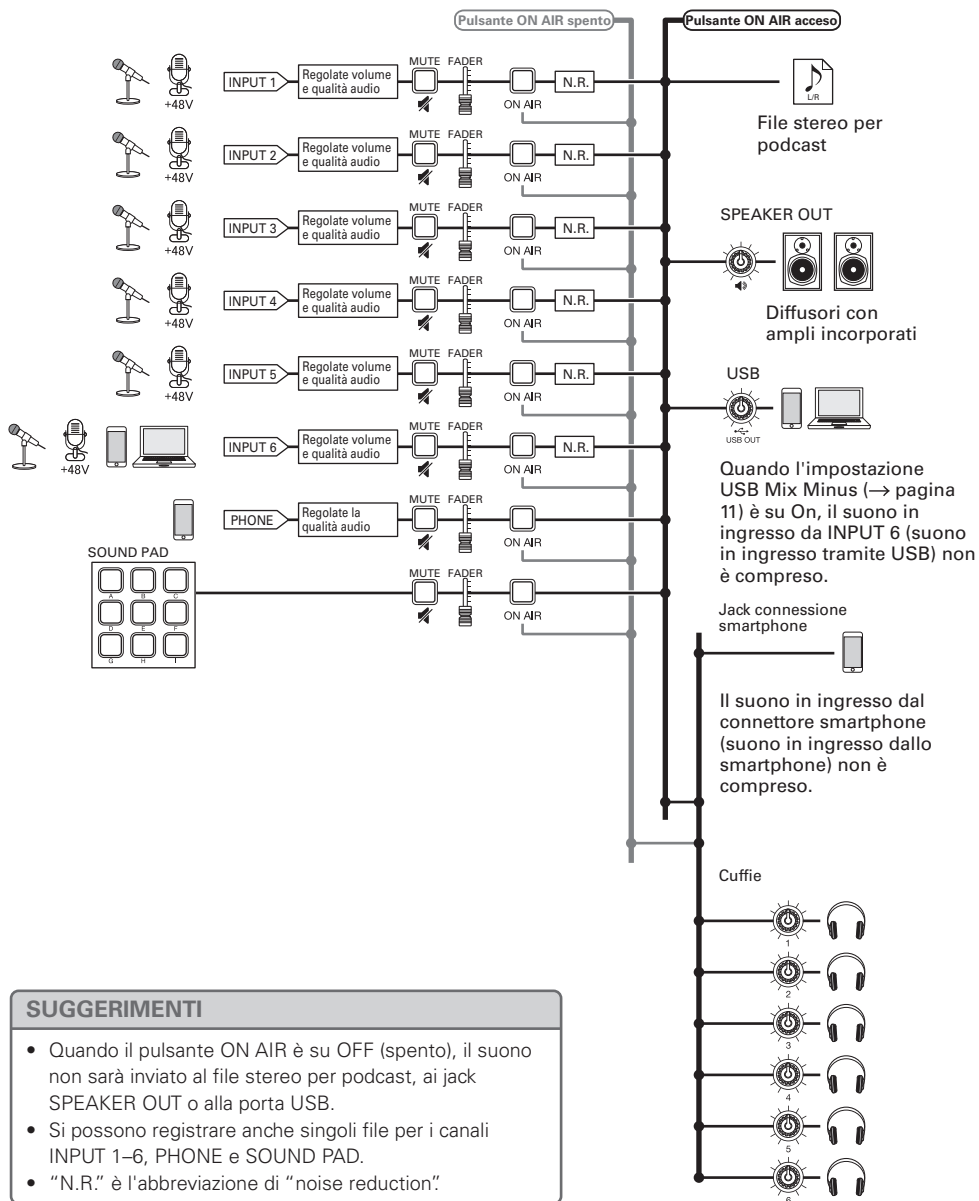 Pulsante ON AIR spento
Pulsante ON AIR acceso
+48V
INPUT 1
Regolate volume
e qualità audio
MUTE FADER
ON AIR
N.R.
L/R
File stereo per
podcast
+48V
INPUT 2
Regolate volume
e qualità audio
MUTE FADER
ON AIR
N.R.
+48V
INPUT 3
Regolate volume
e qualità audio
MUTE FADER
ON AIR
N.R.
SPEAKER OUT
Diffusori con
ampli incorporati
+48V
INPUT 4
Regolate volume
e qualità audio
MUTE FADER
ON AIR
N.R.
+48V
INPUT 5
Regolate volume
e qualità audio
MUTE FADER
ON AIR
N.R.
USB
USB OUT
+48V
INPUT 6
Regolate volume
e qualità audio
MUTE FADER
ON AIR
N.R.
Quando l'impostazione
USB Mix Minus (→ pagina
11) è su On, il suono in
ingresso da INPUT 6 (suono
in ingresso tramite USB) non
è compreso.
PHONE
Regolate la
qualità audio
MUTE FADER
ON AIR
SOUND PAD
A B C
D E F
G H I
MUTE FADER
ON AIR
Jack connessione
smartphone
Il suono in ingresso dal
connettore smartphone
(suono in ingresso dallo
smartphone) non è
compreso.
Cuffie
1
2
3
4
5
6
SUGGERIMENTI
• Quando il pulsante ON AIR è su OFF (spento), il suono
non sarà inviato al file stereo per podcast, ai jack
SPEAKER OUT o alla porta USB.
• Si possono registrare anche singoli file per i canali
INPUT 1–6, PHONE e SOUND PAD.
• "N.R." è l'abbreviazione di "noise reduction".